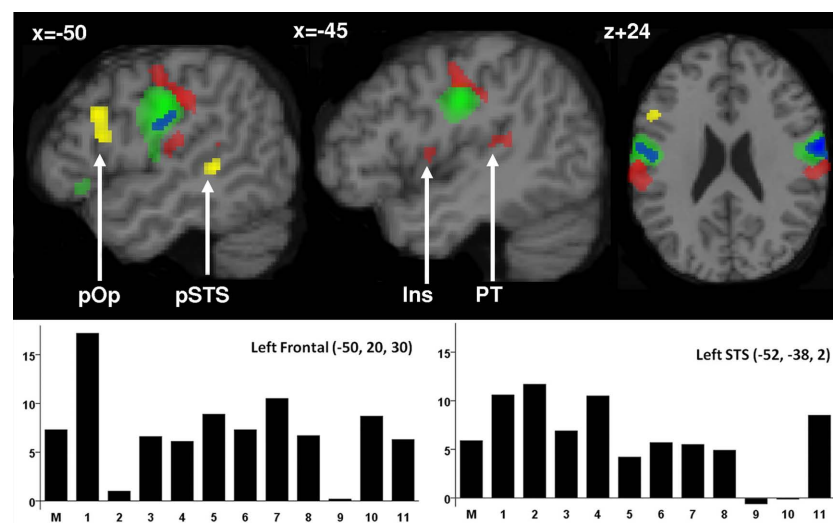 x=-50
x=-45
z+24
pOp
pSTS
Ins
PT
Left Frontal (-50, 20, 30)
15
10
5
0
M 1 2 3 4 5 6 7 8 9 10 11
Left STS (-52, -38, 2)
15
10
5
0
M 1 2 3 4 5 6 7 8 9 10 11